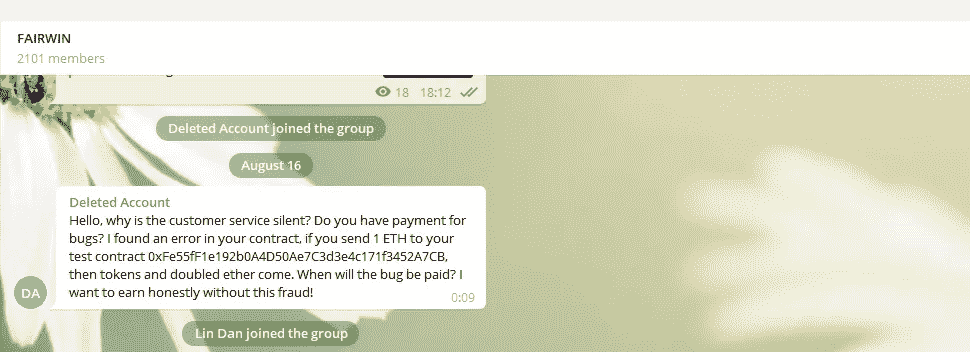 FAIRWIN
2101 members
18 18:12
Deleted Account joined the group
August 16
Deleted Account
Hello, why is the customer service silent? Do you have payment for
bugs? I found an error in your contract, if you send 1 ETH to your
test contract 0xFe55fF1e192b0A4D50Ae7C3d3e4c171f3452A7CB,
then tokens and doubled ether come. When will the bug be paid? I
want to earn honestly without this fraud!
DA
0:09
Lin Dan joined the group